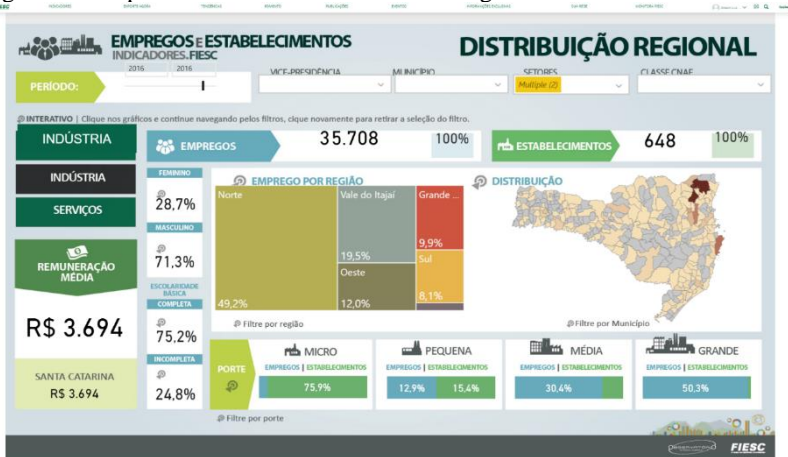 EMPREGOS E ESTABELECIMENTOS
INDICADORES.FIESC
DISTRIBUIÇÃO REGIONAL
PERÍODO:
2016 2016
VICE-PRESIDÊNCIA
MUNICÍPIO
SETORES
Multiple (2)
CLASSE CNAE
INTERATIVO | Clique nos gráficos e continue navegando pelos filtros, cique novamente para retirar a seleção do filtro.
INDÚSTRIA
INDÚSTRIA
SERVIÇOS
REMUNERAÇÃO
MÉDIA
R$ 3.694
SANTA CATARINA
R$ 3.694
EMPREGOS
35.708
100%
ESTABELECIMENTOS
648
100%
FEMININO
28,7%
MASCULINO
71,3%
ESCOLARIDADE
BÁSICA
COMPLETA
75,2%
INCOMPLETA
24,8%
EMPREGO POR REGIÃO
Norte
49,2%
Vale do Itajaí
19,5%
Oeste
12,0%
Grande ...
9,9%
Sul
8,1%
Filtre por região
DISTRIBUIÇÃO
Filtre por Município
PORTE
MICRO
EMPREGOS | ESTABELECIMENTOS
75,9%
PEQUENA
EMPREGOS | ESTABELECIMENTOS
12,9% 15,4%
MÉDIA
EMPREGOS | ESTABELECIMENTOS
30,4%
GRANDE
EMPREGOS | ESTABELECIMENTOS
50,3%
Filtre por porte
FIESC